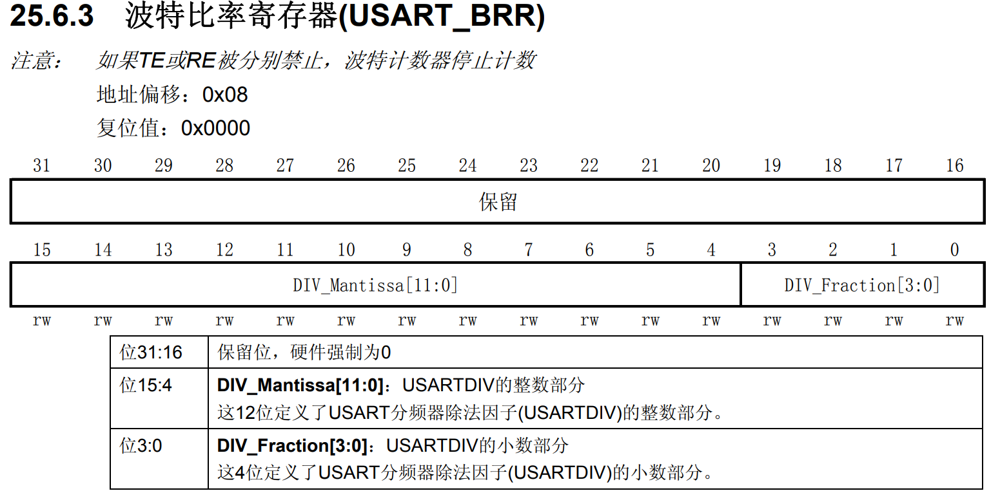 25.6.3 波特比率寄存器(USART_BRR)
注意： 如果TE或RE被分别禁止，波特计数器停止计数
地址偏移：0x08
复位值：0x0000
31 30 29 28 27 26 25 24 23 22 21 20 19 18 17 16
保留
15 14 13 12 11 10 9 8 7 6 5 4 3 2 1 0
DIV_Mantissa[11:0] DIV_Fraction[3:0]
rw rw rw rw rw rw rw rw rw rw rw rw rw rw rw rw
位31:16 保留位，硬件强制为0
位15:4 DIV_Mantissa[11:0]：USARTDIV的整数部分
这12位定义了USART分频器除法因子(USARTDIV)的整数部分。
位3:0 DIV_Fraction[3:0]：USARTDIV的小数部分
这4位定义了USART分频器除法因子(USARTDIV)的小数部分。